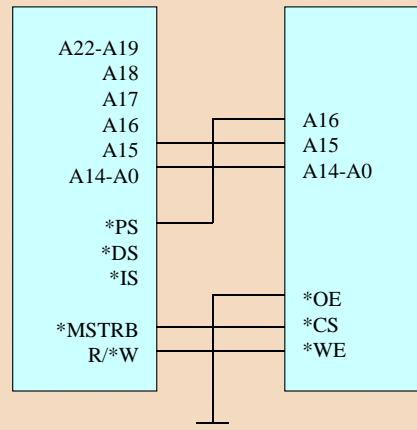 A22-A19
A18
A17
A16
A15
A14-A0
*PS
*DS
*IS
*MSTRB
R/*W
A16
A15
A14-A0
*OE
*CS
*WE